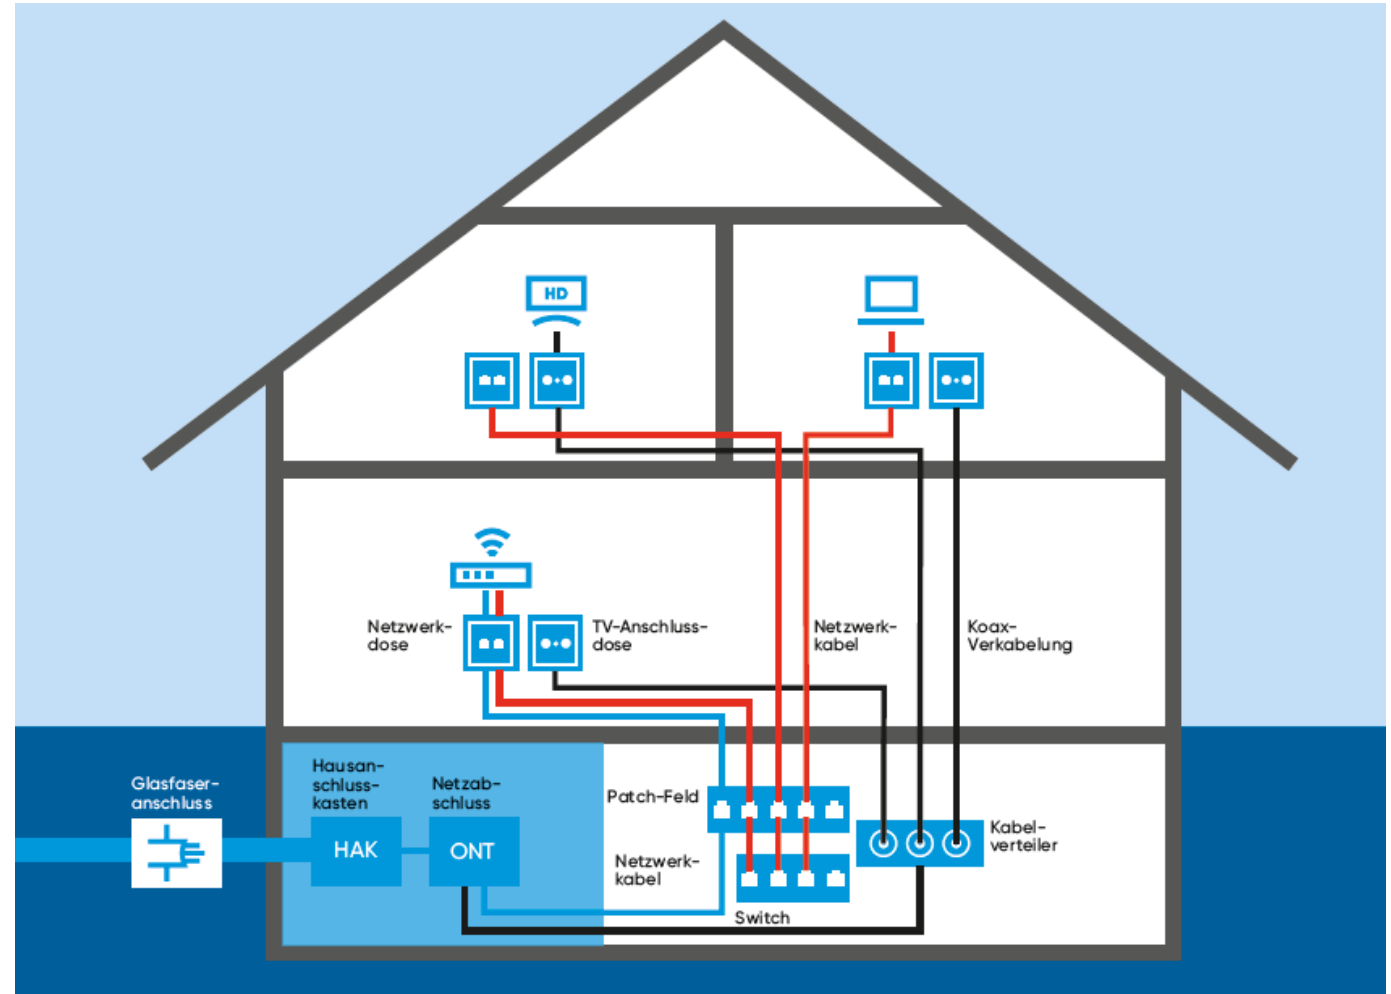 HD
Netzwerk-
dose
TV-Anschluss-
dose
Netzwerk-
kabel
Koax-
Verkabelung
Glasfaser-
anschluss
Hausan-
schluss-
kasten
Netzab-
schluss
HAK
ONT
Patch-Feld
Netzwerk-
kabel
Switch
Kabel-
verteiler